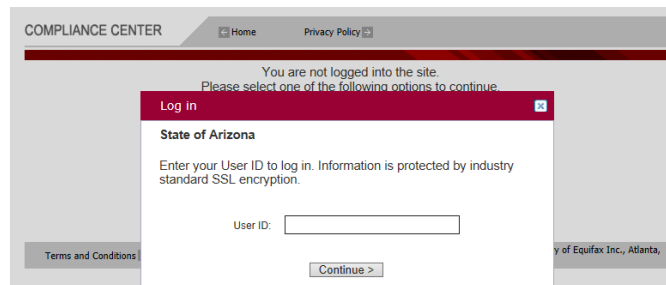 COMPLIANCE CENTER
Home
Privacy Policy
You are not logged into the site.
Please select one of the following options to continue.
Log in
State of Arizona
Enter your User ID to log in. Information is protected by industry
standard SSL encryption.
User ID:
Continue >
Terms and Conditions
y of Equifax Inc., Atlanta,